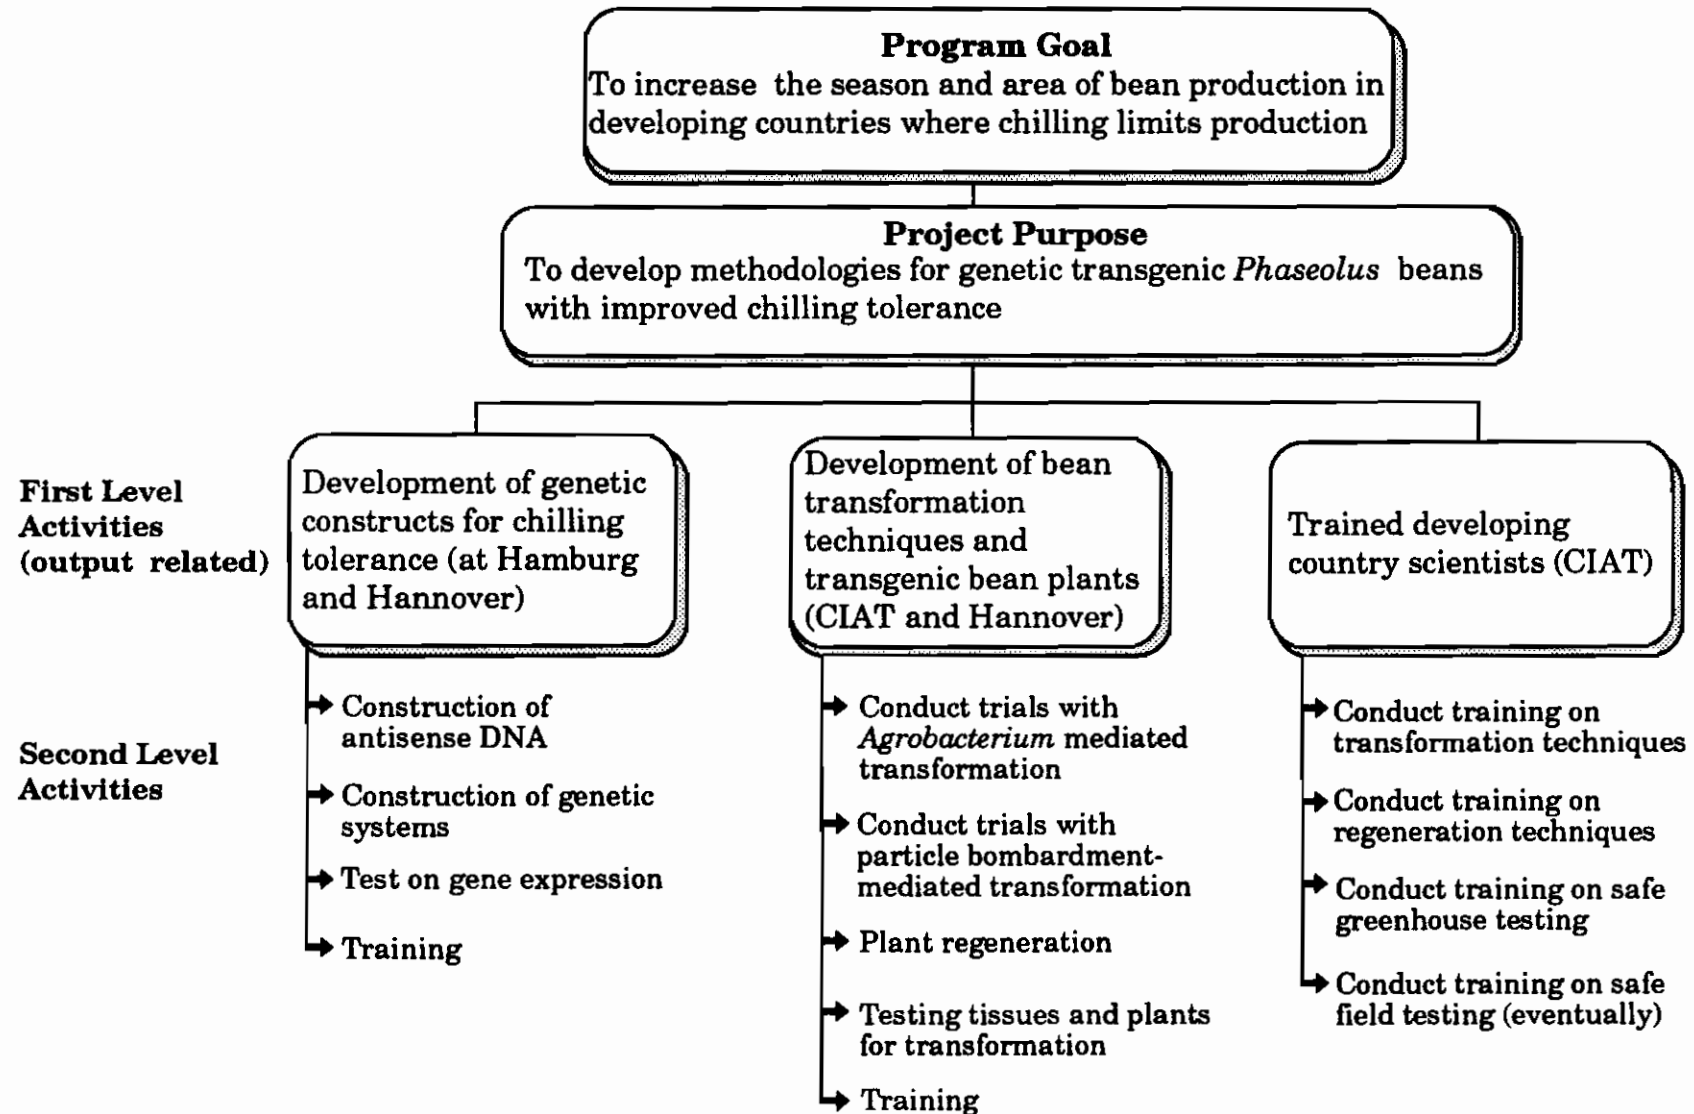 Program Goal
To increase the season and area of bean production in
developing countries where chilling limits production
Project Purpose
To develop methodologies for genetic transgenic Phaseolus beans
with improved chilling tolerance
First Level
Activities
(output related)
Development of genetic
constructs for chilling
tolerance (at Hamburg
and Hannover)
Development of bean
transformation
techniques and
transgenic bean plants
(CIAT and Hannover)
Trained developing
country scientists (CIAT)
Second Level
Activities
Construction of
antisense DNA
Construction of genetic
systems
Test on gene expression
Training
Conduct trials with
Agrobacterium mediated
transformation
Conduct trials with
particle bombardment-
mediated transformation
Plant regeneration
Testing tissues and plants
for transformation
Training
Conduct training on
transformation techniques
Conduct training on
regeneration techniques
Conduct training on safe
greenhouse testing
Conduct training on safe
field testing (eventually)